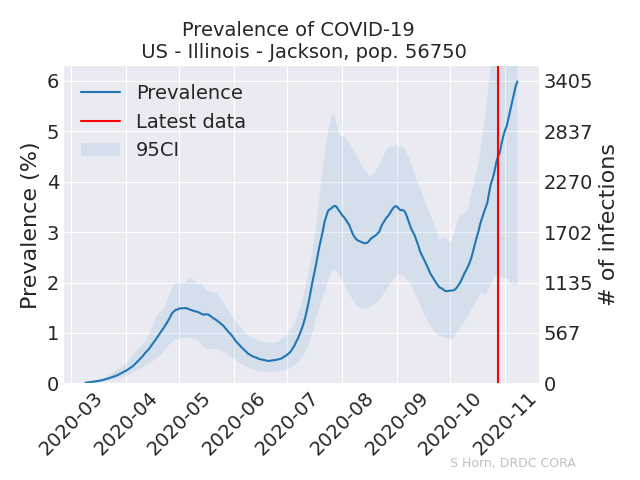 Prevalence of COVID-19
US - Illinois - Jackson, pop. 56750
Prevalence
Latest data
95CI
Prevalence (%)
6
5
4
3
2
1
0
3405
2837
2270
1702
1135
567
0
# of infections
2020-03
2020-04
2020-05
2020-06
2020-07
2020-08
2020-09
2020-10
2020-11
S Horn, DRDC CORA